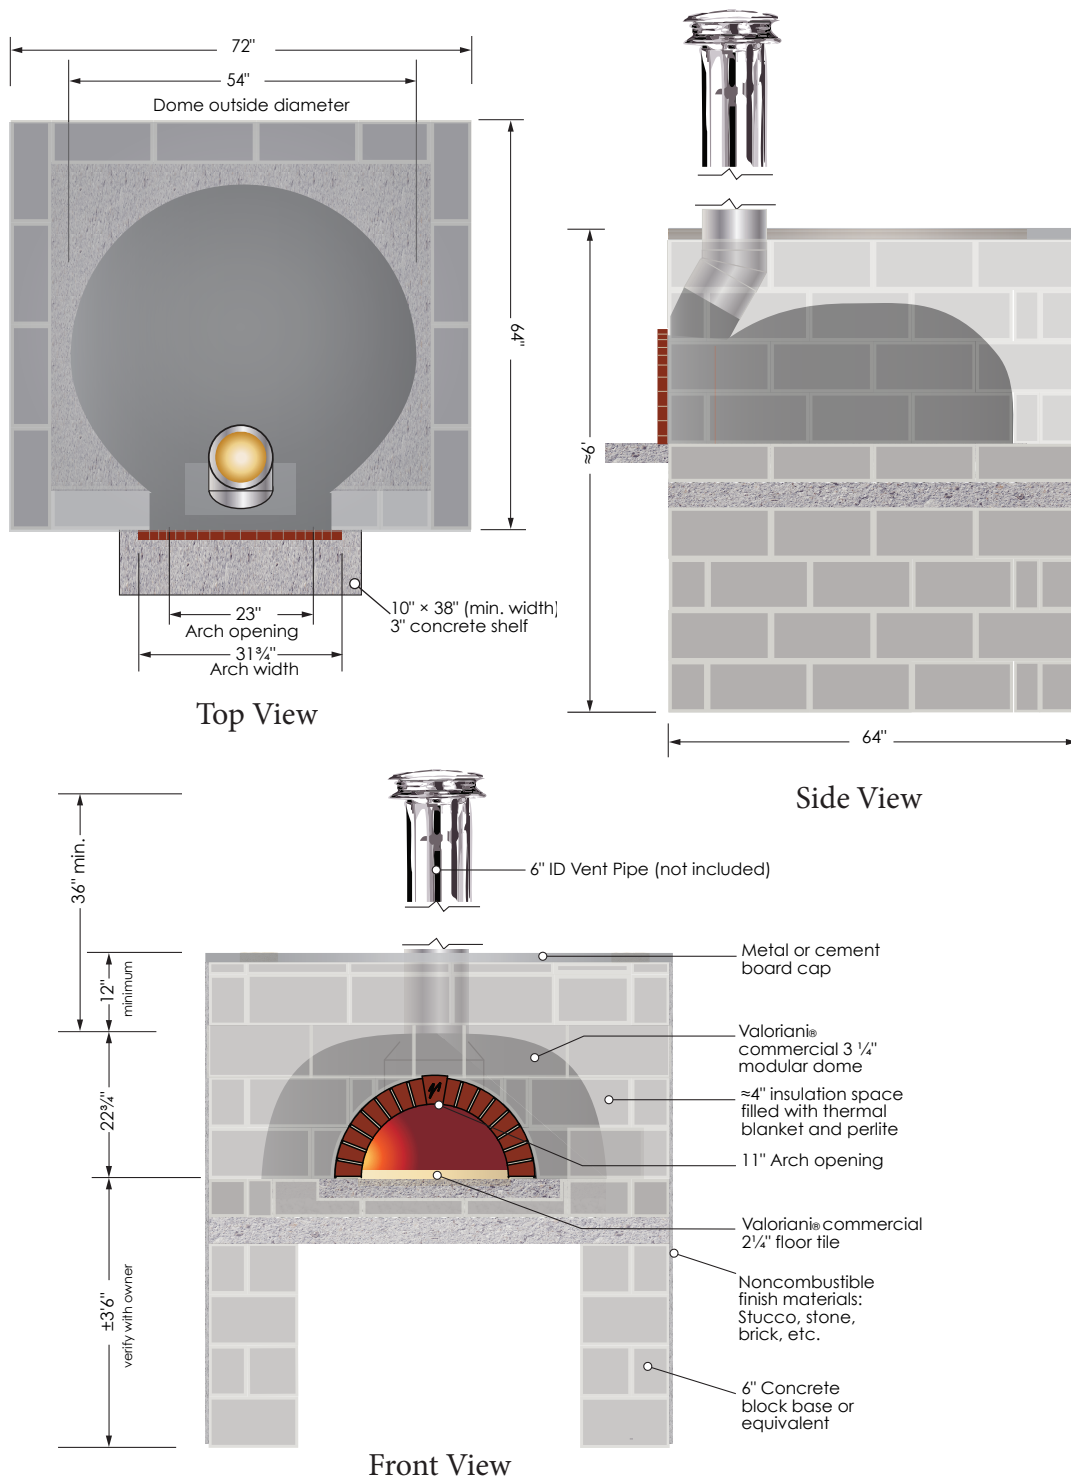 72"
54"
Dome outside diameter
64"
10" × 38" (min. width)
3" concrete shelf
23"
Arch opening
31¾"
Arch width
Top View
≈9'
64"
Side View
36" min.
6" ID Vent Pipe (not included)
12"
minimum
Metal or cement
board cap
22¾"
Valoriani®
commercial 3 ¼"
modular dome
≈4" insulation space
filled with thermal
blanket and perlite
11" Arch opening
Valoriani® commercial
2¼" floor tile
±3'6"
verify with owner
Noncombustible
finish materials:
Stucco, stone,
brick, etc.
6" Concrete
block base or
equivalent
Front View